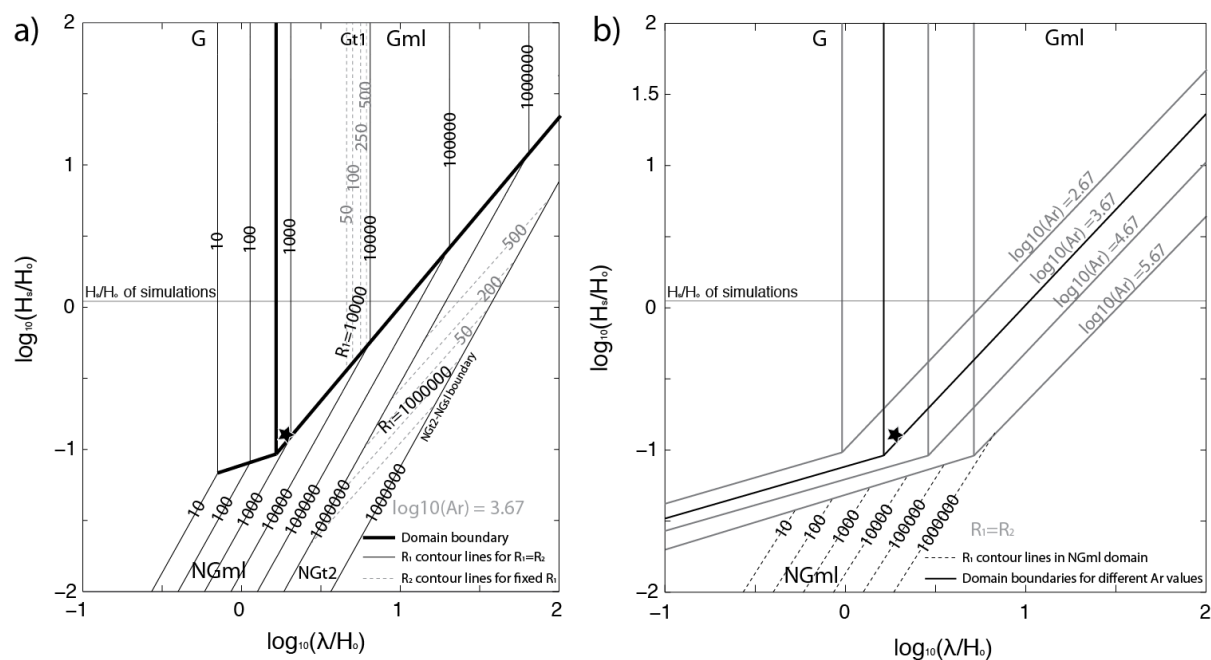 a)
G
Gt1
Gml
2
1
0
−1
−2
−1
0
1
2
log₁₀(Hₛ/Hₒ)
log₁₀(λ/Hₒ)
10
100
1000
50
100
250
500
10000
100000
1000000
Hₛ/Hₒ of simulations
R₁=10000
500
200
50
R₁=1000000
NGt2-NGsl boundary
10
100
1000
10000
100000
1000000
1000000
log10(Ar) = 3.67
Domain boundary
R₁ contour lines for R₁=R₂
R₂ contour lines for fixed R₁
NGml
NGt2
b)
G
Gml
2
1.5
1
0
−1
−2
−1
0
1
2
log₁₀(Hₛ/Hₒ)
log₁₀(λ/Hₒ)
Hₛ/Hₒ of simulations
log10(Ar) =2.67
log10(Ar) =3.67
log10(Ar) =4.67
log10(Ar) =5.67
10
100
1000
10000
100000
1000000
R₁=R₂
R₁ contour lines in NGml domain
Domain boundaries for different Ar values
NGml